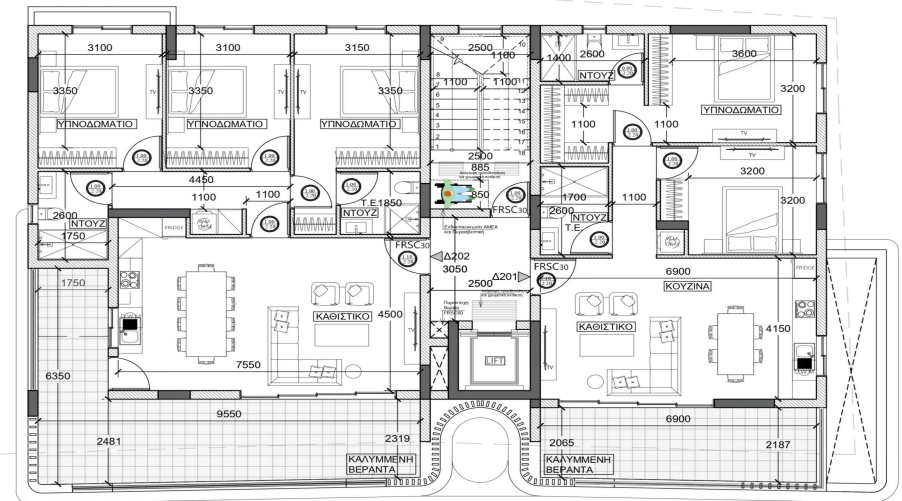 3100
3100
3150
2500
1100
2600
1400
3600
ΝΤΟΥΖ
3350
3350
3350
1100
1100
3200
TV
TV
TV
ΥΠΝΟΔΩΜΑΤΙΟ
ΥΠΝΟΔΩΜΑΤΙΟ
ΥΠΝΟΔΩΜΑΤΙΟ
ΥΠΝΟΔΩΜΑΤΙΟ
1100
1100
TV
TV
2500
885
4450
1100
1100
Τ.Ε.
1850
ΝΤΟΥΖ
850
FRSC30
1700
1100
3200
3200
2600
ΝΤΟΥΖ
1750
2600
ΝΤΟΥΖ
Τ.Ε
FRIDGE
FRSC30
Δ202
3050
Δ201
2500
FRSC30
6900
ΚΟΥΖΙΝΑ
FRIDGE
1750
ΚΑΘΙΣΤΙΚΟ
4500
ΚΑΘΙΣΤΙΚΟ
4150
6350
7550
TV
LIFT
TV
9550
6900
2481
2319
2065
2187
ΚΑΛΥΜΜΕΝΗ
ΒΕΡΑΝΤΑ
ΚΑΛΥΜΜΕΝΗ
ΒΕΡΑΝΤΑ